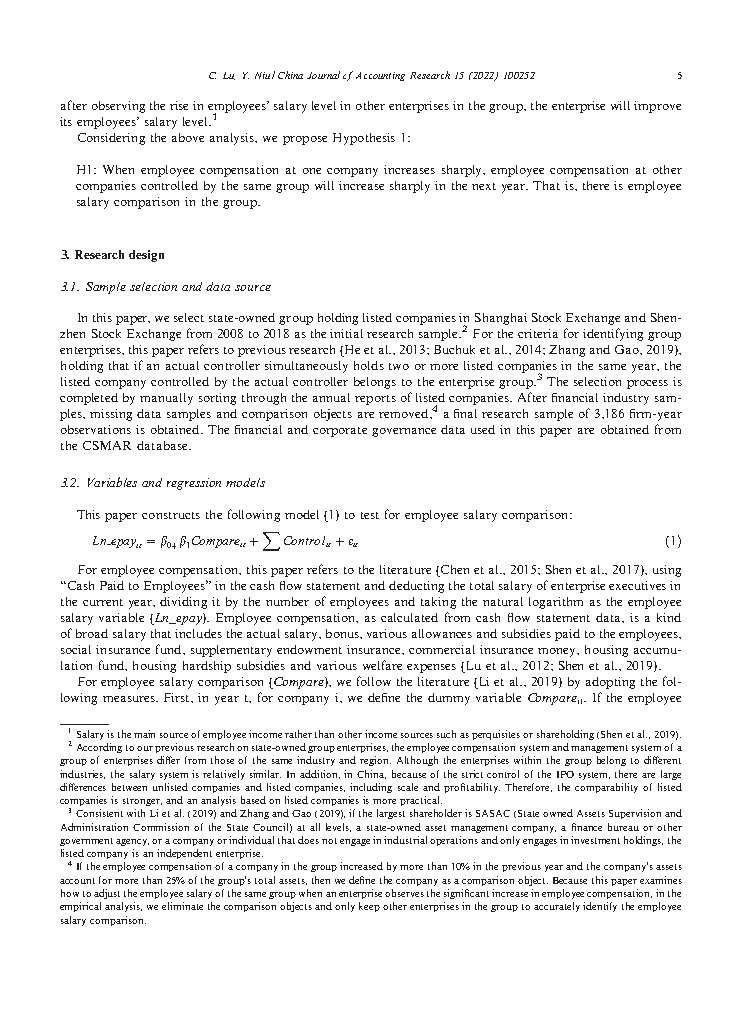 C. Lu, Y. Niu / China Journal of Accounting Research 15 (2022) 100252 5
after observing the rise in employees' salary level in other enterprises in the group, the enterprise will improve
its employees' salary level.1
Considering the above analysis, we propose Hypothesis 1:
H1: When employee compensation at one company increases sharply, employee compensation at other
companies controlled by the same group will increase sharply in the next year. That is, there is employee
salary comparison in the group.
3. Research design
3.1. Sample selection and data source
In this paper, we select state-owned group holding listed companies in Shanghai Stock Exchange and Shen-
zhen Stock Exchange from 2008 to 2018 as the initial research sample.2 For the criteria for identifying group
enterprises, this paper refers to previous research (He et al., 2013; Buchuk et al., 2014; Zhang and Gao, 2019),
holding that if an actual controller simultaneously holds two or more listed companies in the same year, the
listed company controlled by the actual controller belongs to the enterprise group.3 The selection process is
completed by manually sorting through the annual reports of listed companies. After financial industry sam-
ples, missing data samples and comparison objects are removed,4 a final research sample of 3,186 firm-year
observations is obtained. The financial and corporate governance data used in this paper are obtained from
the CSMAR database.
3.2. Variables and regression models
This paper constructs the following model (1) to test for employee salary comparison:
Ln_epayit = β0+ β1Compareit + ∑ Controlit + εit (1)
For employee compensation, this paper refers to the literature (Chen et al., 2015; Shen et al., 2017), using
"Cash Paid to Employees" in the cash flow statement and deducting the total salary of enterprise executives in
the current year, dividing it by the number of employees and taking the natural logarithm as the employee
salary variable (Ln_epay). Employee compensation, as calculated from cash flow statement data, is a kind
of broad salary that includes the actual salary, bonus, various allowances and subsidies paid to the employees,
social insurance fund, supplementary endowment insurance, commercial insurance money, housing accumu-
lation fund, housing hardship subsidies and various welfare expenses (Lu et al., 2012; Shen et al., 2019).
For employee salary comparison (Compare), we follow the literature (Li et al., 2019) by adopting the fol-
lowing measures. First, in year t, for company i, we define the dummy variable Compareit. If the employee
1 Salary is the main source of employee income rather than other income sources such as perquisites or shareholding (Shen et al., 2019).
2 According to our previous research on state-owned group enterprises, the employee compensation system and management system of a
group of enterprises differ from those of the same industry and region. Although the enterprises within the group belong to different
industries, the salary system is relatively similar. In addition, in China, because of the strict control of the IPO system, there are large
differences between unlisted companies and listed companies, including scale and profitability. Therefore, the comparability of listed
companies is stronger, and an analysis based on listed companies is more practical.
3 Consistent with Li et al. (2019) and Zhang and Gao (2019), if the largest shareholder is SASAC (State owned Assets Supervision and
Administration Commission of the State Council) at all levels, a state-owned asset management company, a finance bureau or other
government agency, or a company or individual that does not engage in industrial operations and only engages in investment holdings, the
listed company is an independent enterprise.
4 If the employee compensation of a company in the group increased by more than 10% in the previous year and the company's assets
account for more than 25% of the group's total assets, then we define the company as a comparison object. Because this paper examines
how to adjust the employee salary of the same group when an enterprise observes the significant increase in employee compensation, in the
empirical analysis, we eliminate the comparison objects and only keep other enterprises in the group to accurately identify the employee
salary comparison.